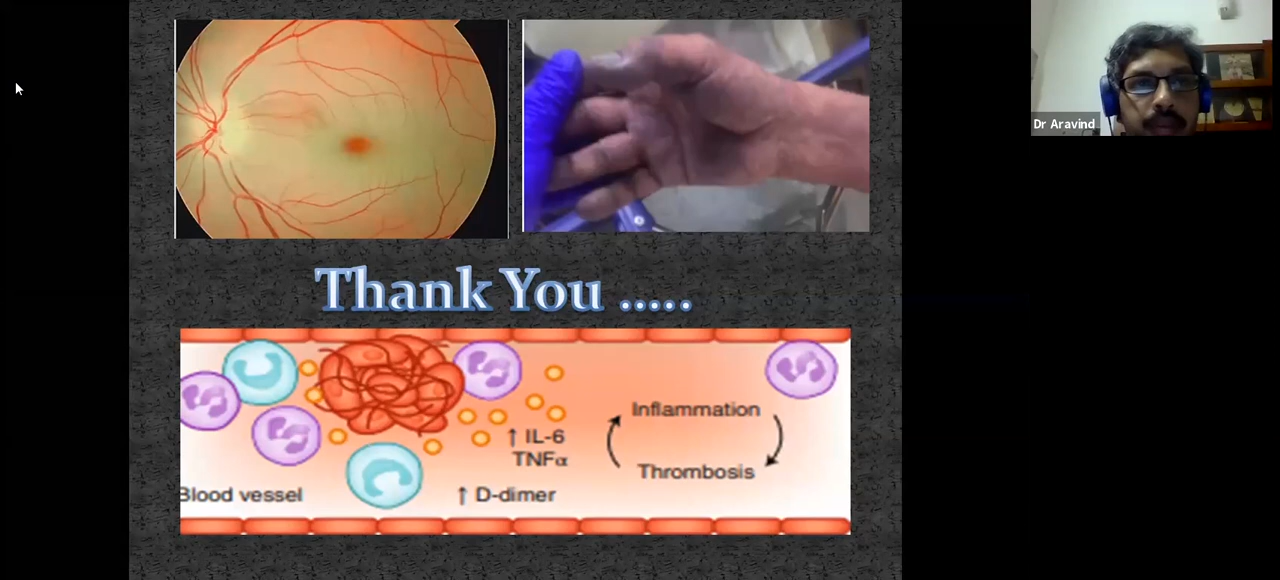 Dr Aravind
Thank You .....
Inflammation
↑ IL-6
TNFα
Thrombosis
Blood vessel
↑ D-dimer